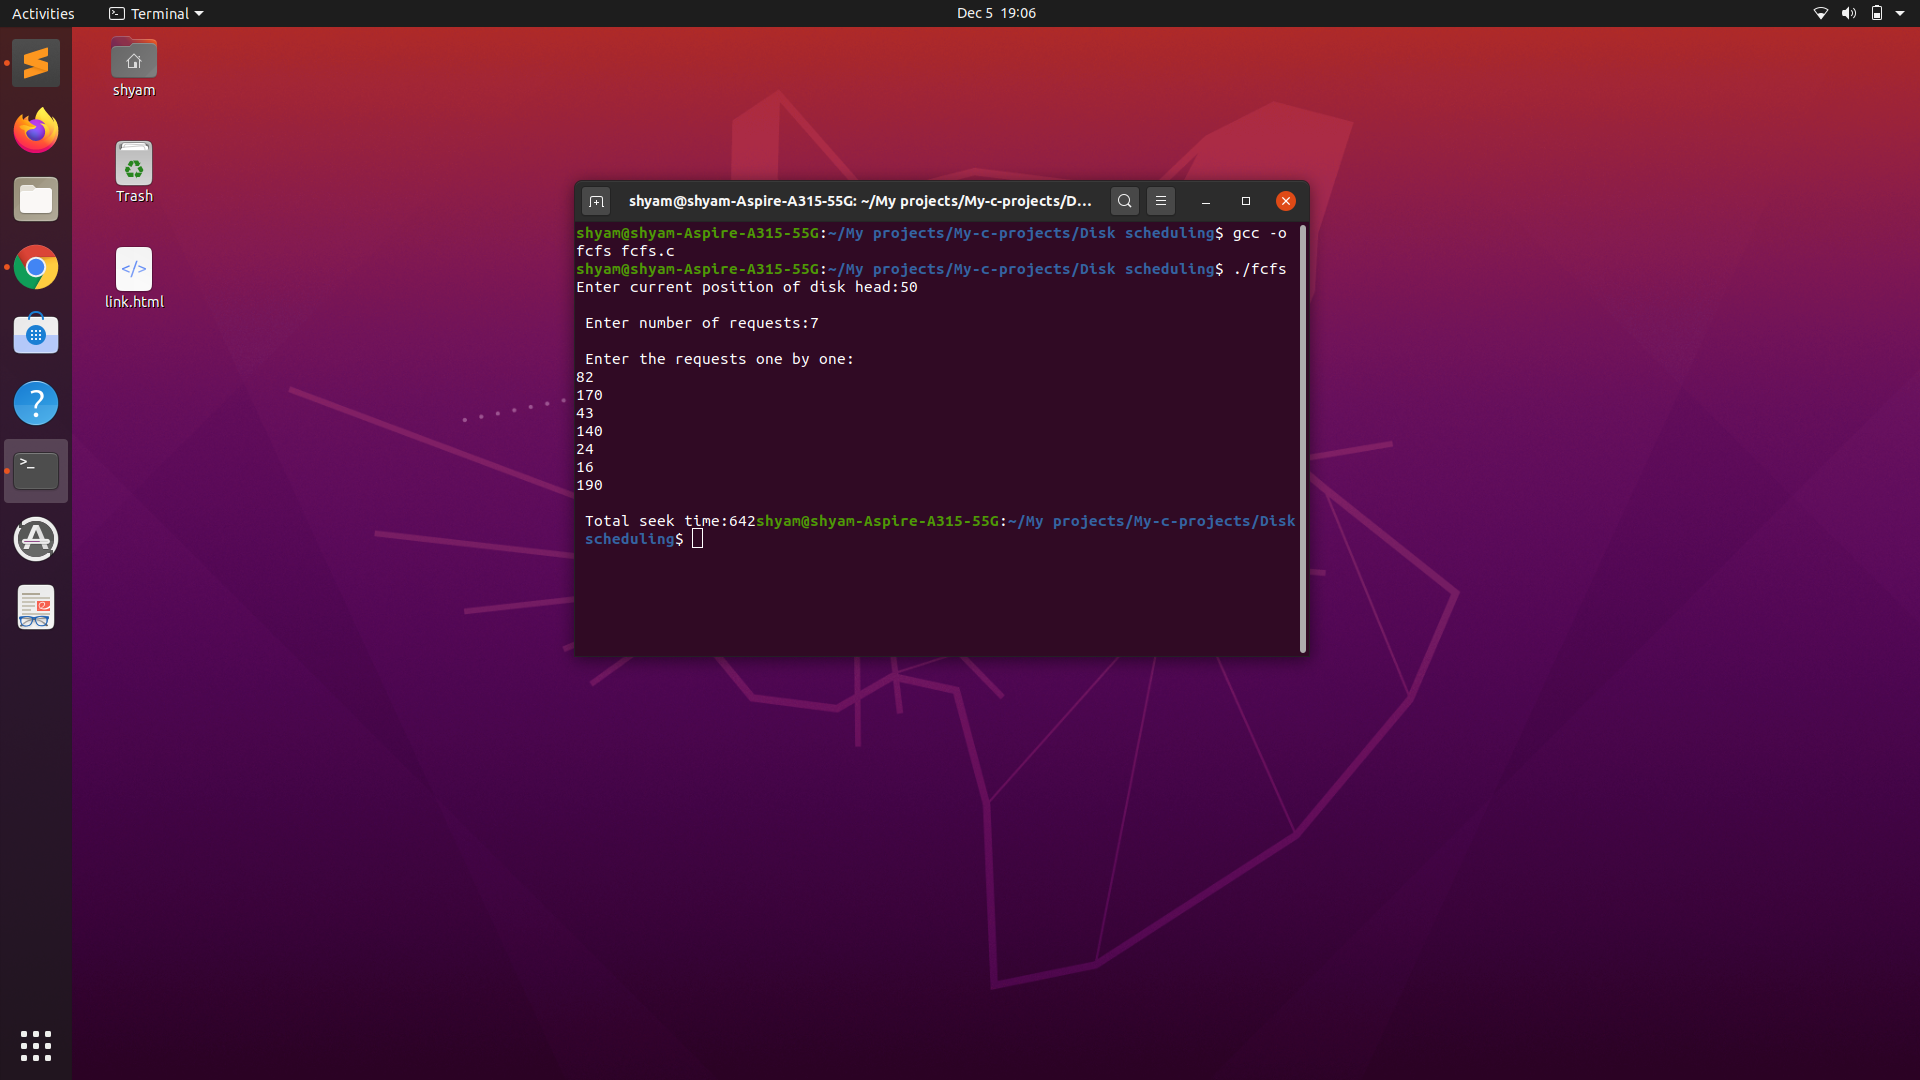 Activities
Terminal
Dec 5 19:06
shyam
Trash
</>
link.html
shyam@shyam-Aspire-A315-55G: ~/My projects/My-c-projects/D...
shyam@shyam-Aspire-A315-55G:~/My projects/My-c-projects/Disk scheduling$ gcc -o
fcfs fcfs.c
shyam@shyam-Aspire-A315-55G:~/My projects/My-c-projects/Disk scheduling$ ./fcfs
Enter current position of disk head:50
Enter number of requests:7
Enter the requests one by one:
82
170
43
140
24
16
190
Total seek time:642shyam@shyam-Aspire-A315-55G:~/My projects/My-c-projects/Disk
scheduling$